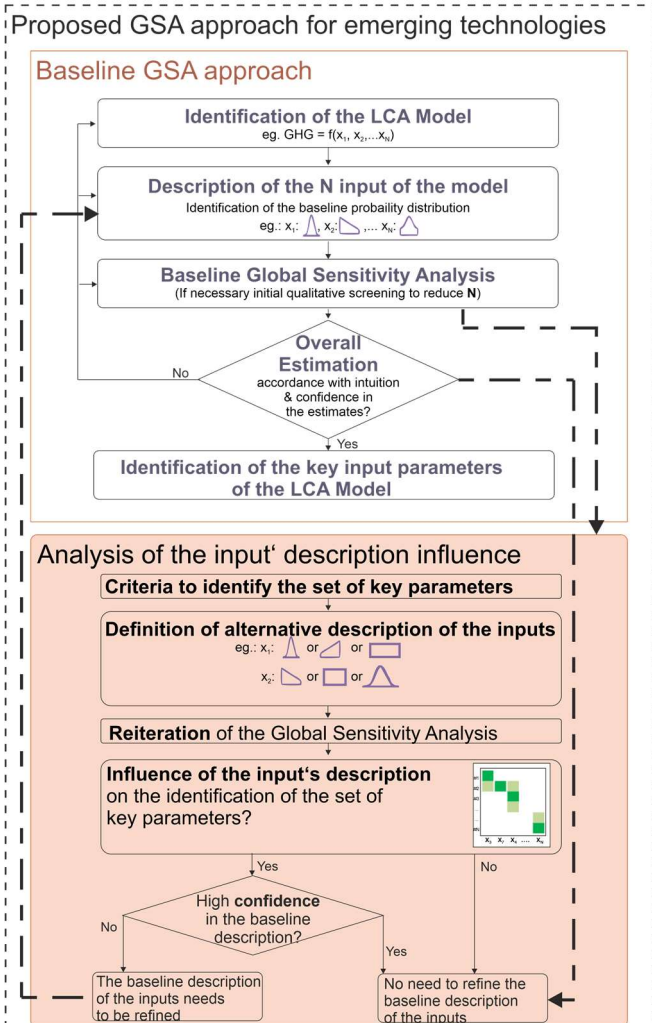 Proposed GSA approach for emerging technologies
Baseline GSA approach
Identification of the LCA Model
eg. GHG = f(x₁, x₂,...x_N)
Description of the N input of the model
Identification of the baseline probaility distribution
eg.: x₁: , x₂: ,... x_N:
Baseline Global Sensitivity Analysis
(If necessary initial qualitative screening to reduce N)
Overall
Estimation
accordance with intuition
& confidence in
the estimates?
No
Yes
Identification of the key input parameters
of the LCA Model
Analysis of the input‘ description influence
Criteria to identify the set of key parameters
Definition of alternative description of the inputs
eg.: x₁: or or
x₂: or or
Reiteration of the Global Sensitivity Analysis
Influence of the input‘s description
on the identification of the set of
key parameters?
Yes
No
High confidence
in the baseline
description?
No
Yes
The baseline description
of the inputs needs
to be refined
No need to refine the
baseline description
of the inputs